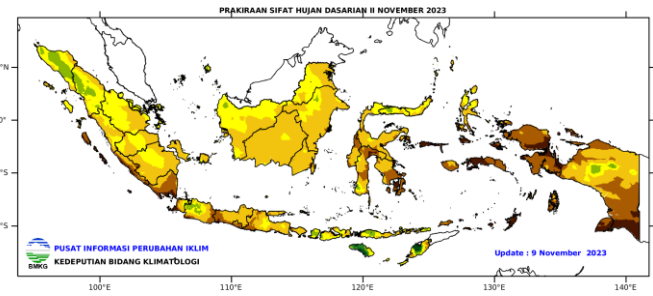 PRAKIRAAN SIFAT HUJAN DASARIAN II NOVEMBER 2023
°N
0°
°S
°S
BMKG
PUSAT INFORMASI PERUBAHAN IKLIM
KEDEPUTIAN BIDANG KLIMATOLOGI
Update : 9 November 2023
100°E
110°E
120°E
130°E
140°E